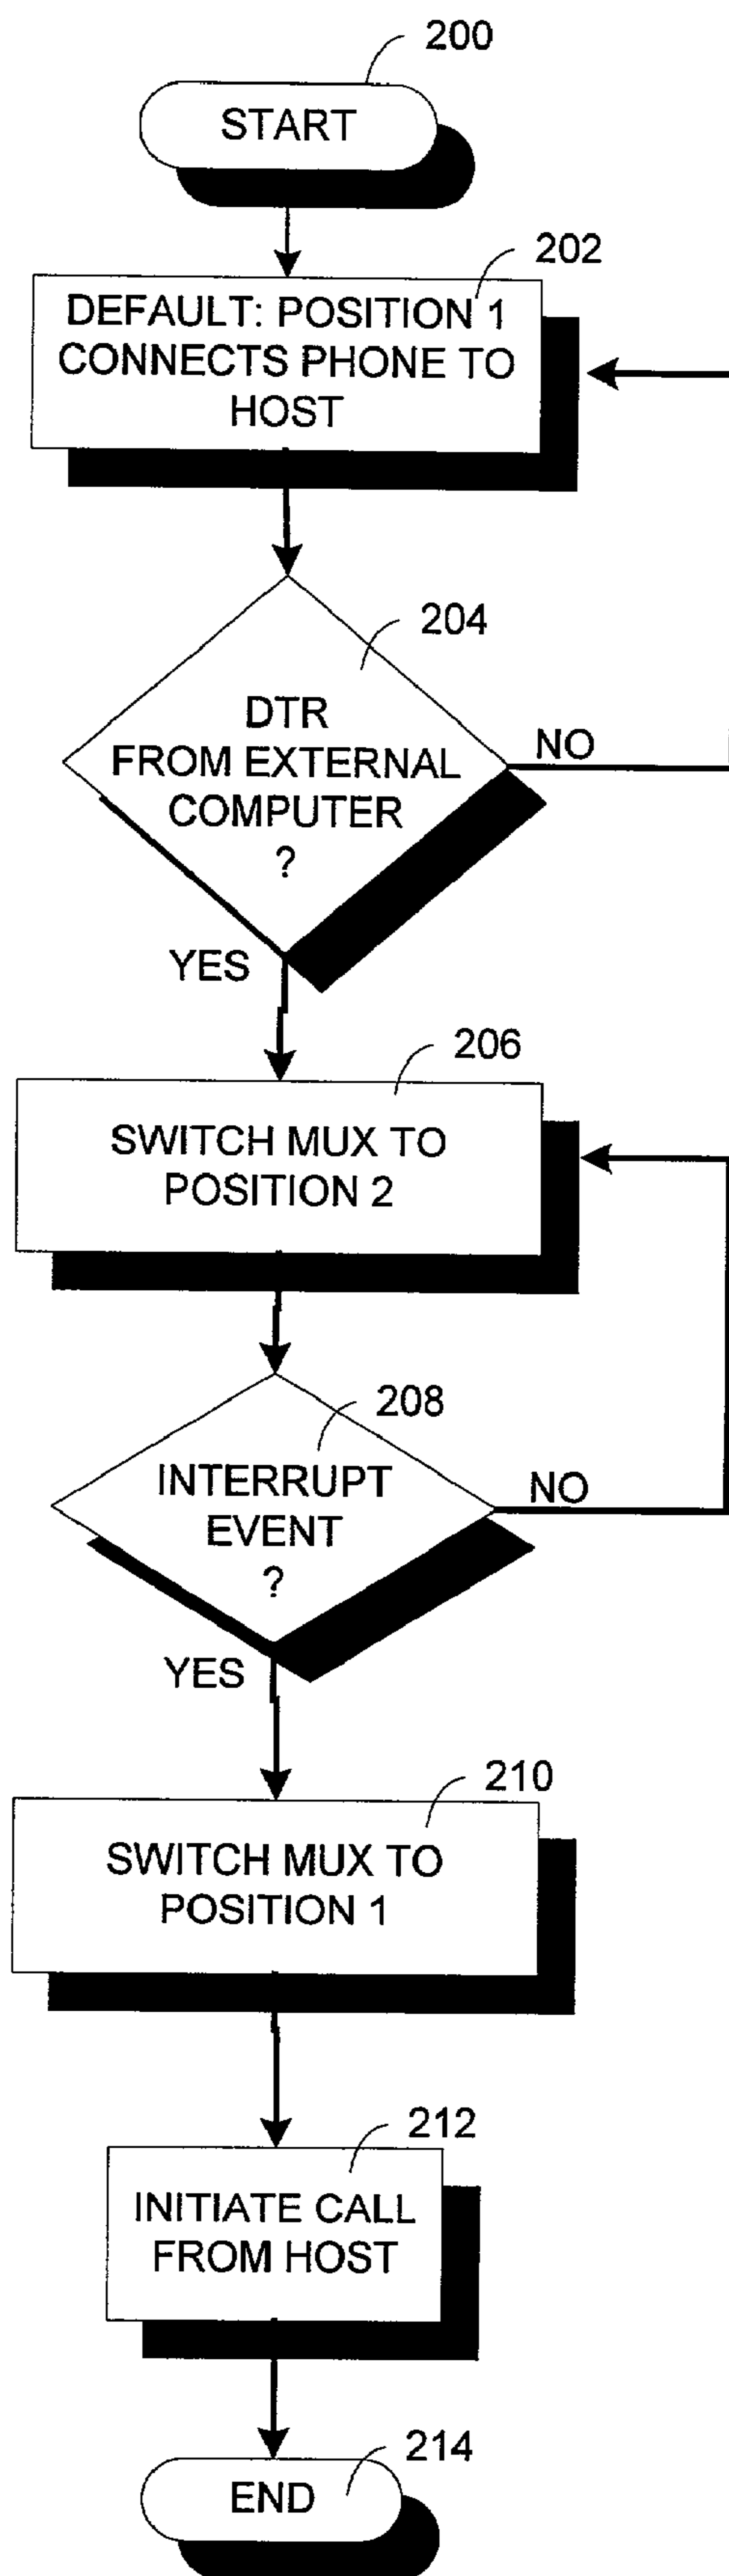 200
START
202
DEFAULT: POSITION 1
CONNECTS PHONE TO
HOST
204
DTR
FROM EXTERNAL
COMPUTER
?
NO
YES
206
SWITCH MUX TO
POSITION 2
208
INTERRUPT
EVENT
?
NO
YES
210
SWITCH MUX TO
POSITION 1
212
INITIATE CALL
FROM HOST
214
END